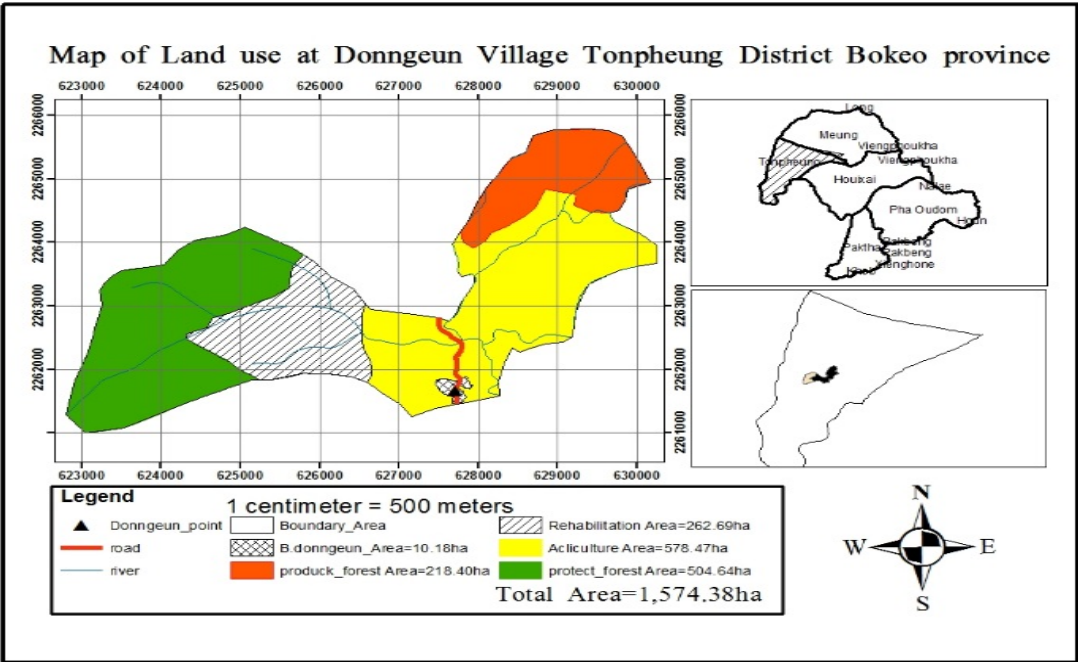 Map of Land use at Donngeun Village Tonpheung District Bokeo province
623000 624000 625000 626000 627000 628000 629000 630000
2266000 2266000
2265000 2265000
2264000 2264000
2263000 2263000
2262000 2262000
2261000 2261000
623000 624000 625000 626000 627000 628000 629000 630000
Long
Meung
Viengphoukha
Tonpheung
Viengphoukha
Houixai
Nalae
Pha Oudom
Houn
Paktha
Pakbeng
Pakbeng
Xienghone
Khob
Legend
1 centimeter = 500 meters
Donngeun_point
Boundary_Area
Rehabilitation Area=262.69ha
road
B.donngeun_Area=10.18ha
Acliculture Area=578.47ha
river
produck_forest Area=218.40ha
protect_forest Area=504.64ha
Total Area=1,574.38ha
N
W
E
S